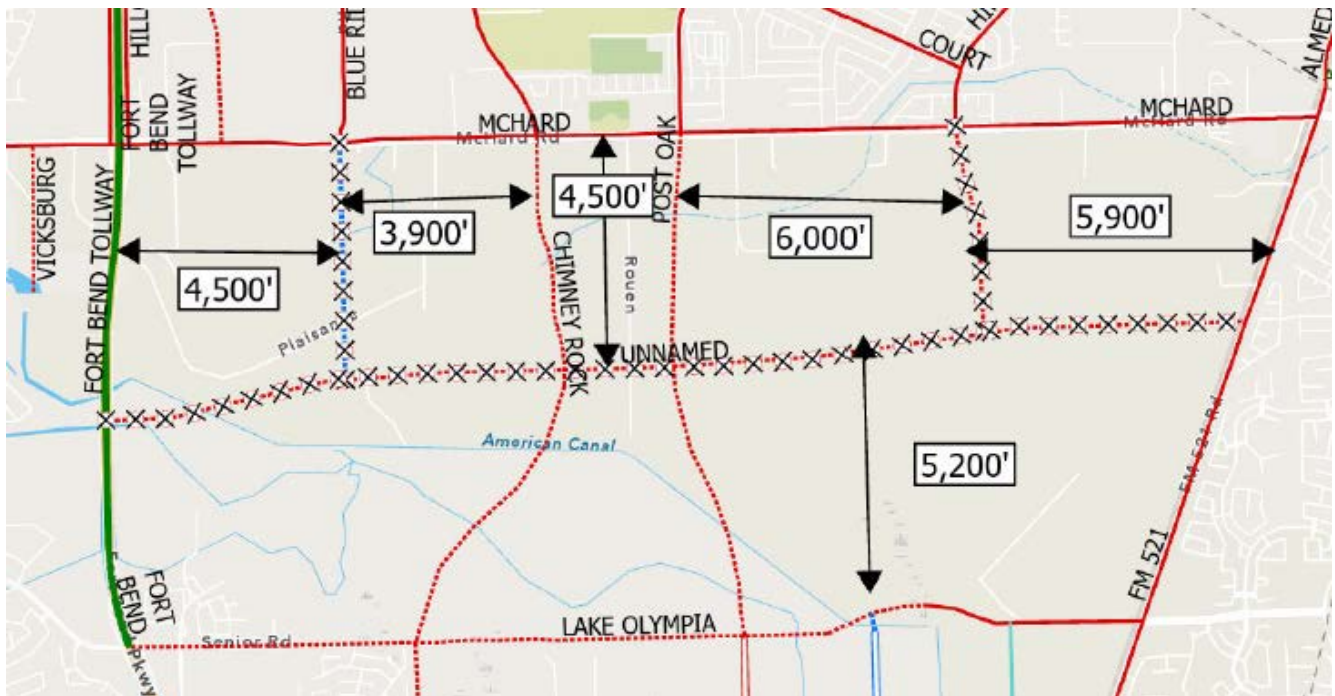 HILL
BLUE RI
COURT
HI
ALMED
FORT
BEND
TOLLWAY
MCHARD
McHard Rd
MCHARD
McHard Rd
VICKSBURG
FORT BEND TOLLWAY
4,500'
3,900'
4,500'
POST OAK
6,000'
5,900'
CHIMNEY ROCK
Rouen
Plaisan
UNNAMED
American Canal
5,200'
FM 521 Rd
FM 521
FORT
BEND
Pkwy
Senior Rd
LAKE OLYMPIA